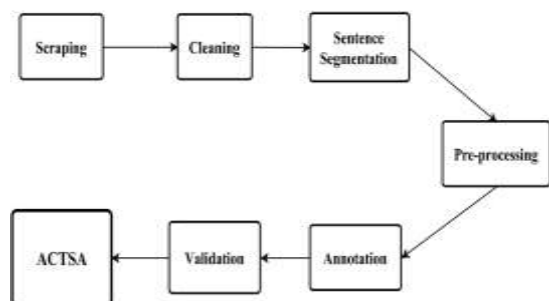 Scraping
Cleaning
Sentence
Segmentation
Pre-processing
Annotation
Validation
ACTSA